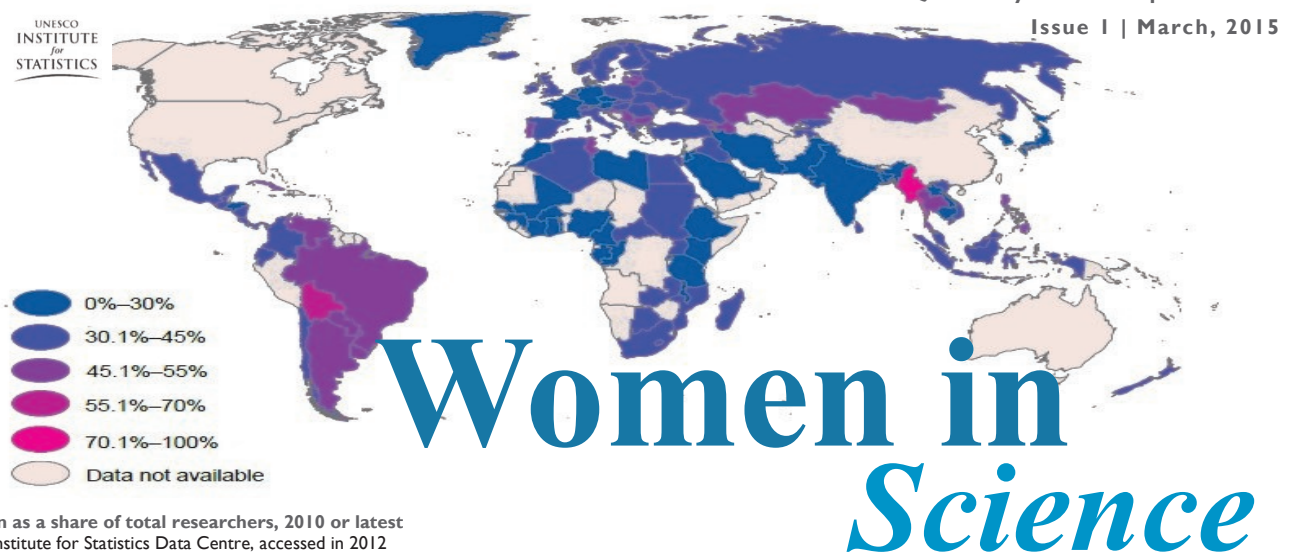 Issue 1 | March, 2015
UNESCO
INSTITUTE
for
STATISTICS
0%–30%
30.1%–45%
45.1%–55%
55.1%–70%
70.1%–100%
Data not available
Women in
Science
as a share of total researchers, 2010 or latest
for Statistics Data Centre, accessed in 2012